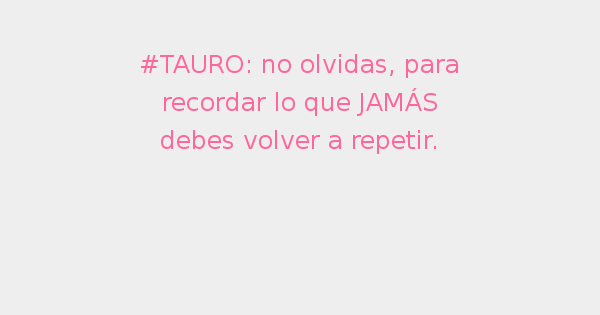 #TAURO: no olvidas, para
recordar lo que JAMÁS
debes volver a repetir.